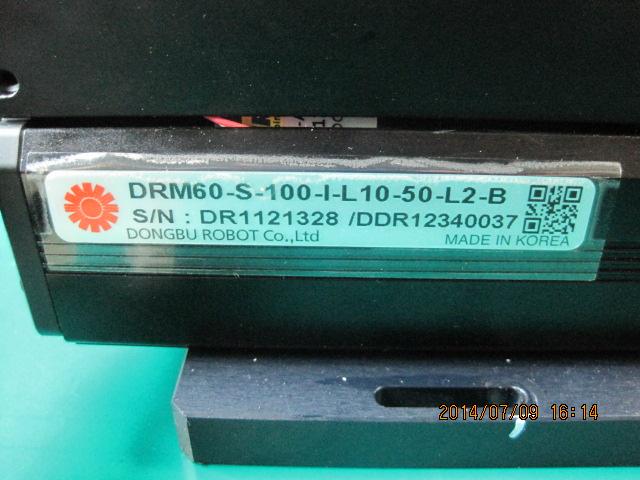 DRM60-S-100-I-L10-50-L2-B
S/N : DR1121328 /DDR12340037
DONGBU ROBOT Co.,Ltd MADE IN KOREA
2014/07/09 16:14